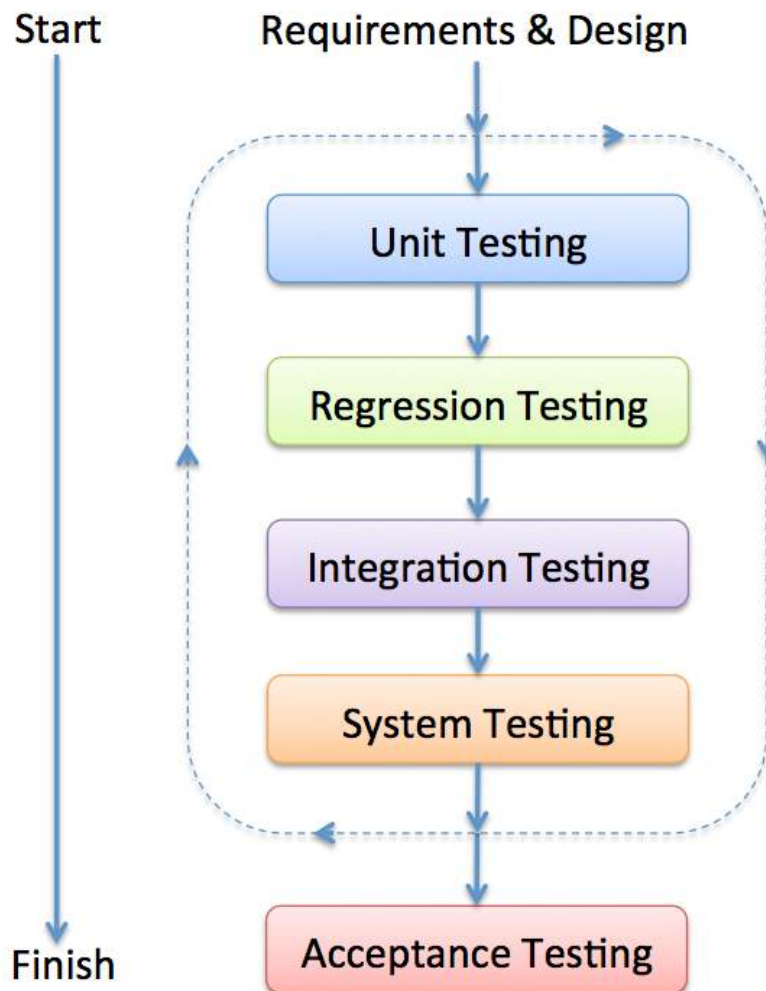 Start
Requirements & Design
Unit Testing
Regression Testing
Integration Testing
System Testing
Acceptance Testing
Finish